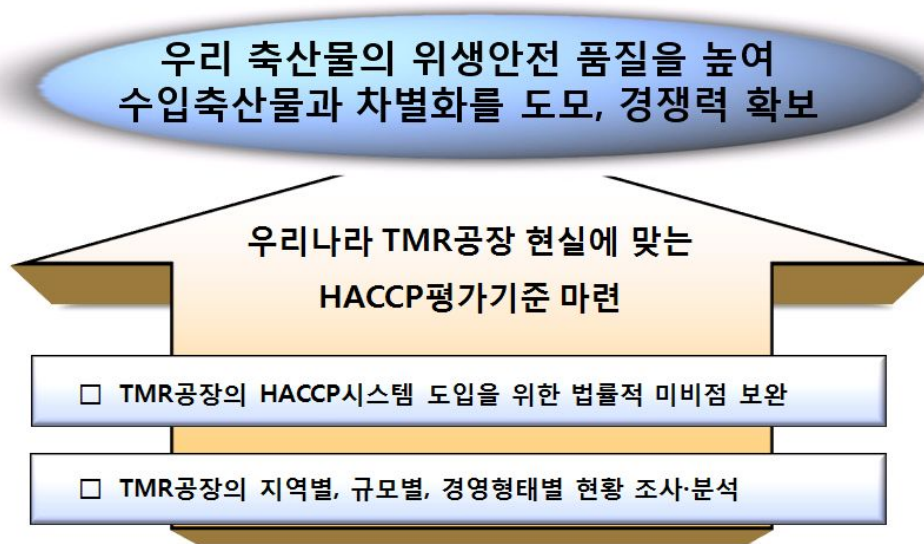 우리 축산물의 위생안전 품질을 높여
수입축산물과 차별화를 도모, 경쟁력 확보
우리나라 TMR공장 현실에 맞는
HACCP평가기준 마련
□ TMR공장의 HACCP시스템 도입을 위한 법률적 미비점 보완
□ TMR공장의 지역별, 규모별, 경영형태별 현황 조사·분석